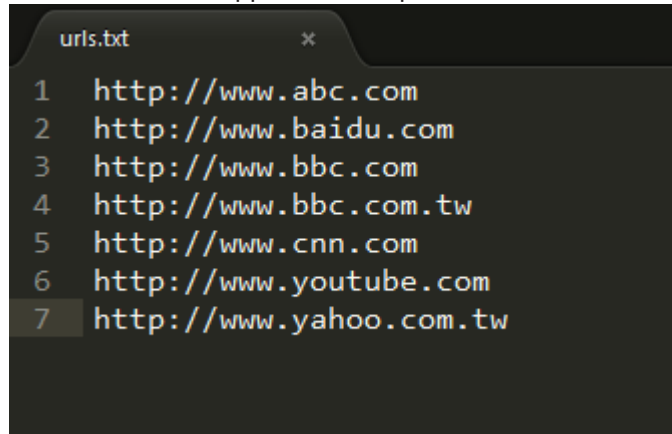 urls.txt ×
1 http://www.abc.com
2 http://www.baidu.com
3 http://www.bbc.com
4 http://www.bbc.com.tw
5 http://www.cnn.com
6 http://www.youtube.com
7 http://www.yahoo.com.tw